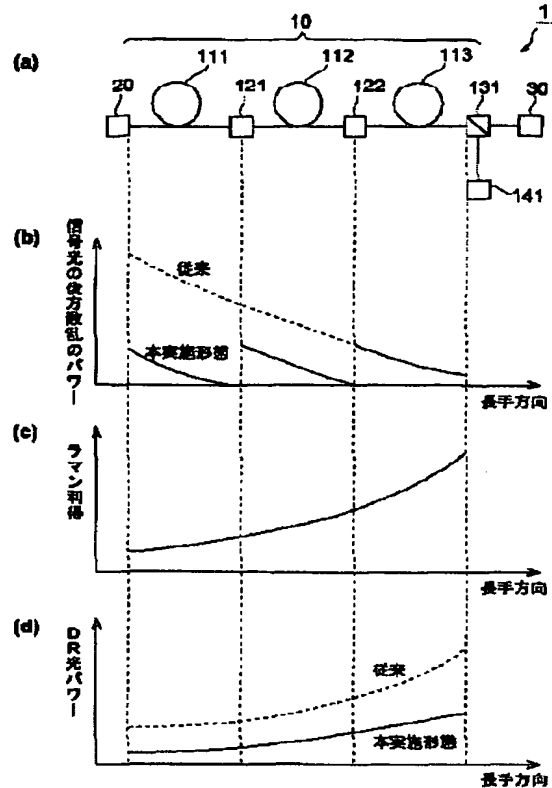 1
10
(a)
111
112
113
20
121
122
131
30
141
(b)
信号光の後方散乱のパワー
従来
本実施形態
長手方向
(c)
ラマン利得
長手方向
(d)
DR光パワー
従来
本実施形態
長手方向